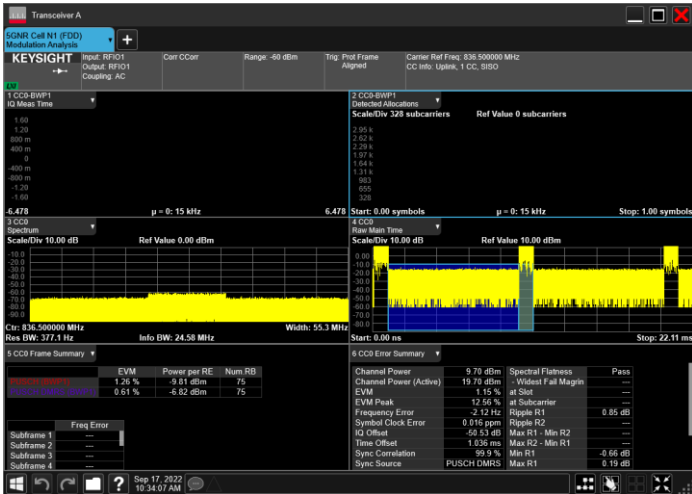 Transceiver A
5GNR Cell N1 (FDD)
Modulation Analysis
KEYSIGHT
Input: RFIO1
Output: RFIO1
Coupling: AC
Corr CCorr
Range: -60 dBm
Trig: Prot Frame
Aligned
Carrier Ref Freq: 836.500000 MHz
CC Info: Uplink, 1 CC, SISO
1 CC0-BWP1
IQ Meas Time
1.60
1.20
800 m
400 m
0
-400 m
-800 m
-1.20
-1.60
-6.478 μ = 0: 15 kHz 6.478
2 CC0-BWP1
Detected Allocations
Scale/Div 328 subcarriers Ref Value 0 subcarriers
2.95 k
2.62 k
2.29 k
1.97 k
1.64 k
1.31 k
983
655
328
Start: 0.00 symbols μ = 0: 15 kHz Stop: 1.00 symbols
3 CC0
Spectrum
Scale/Div 10.00 dB Ref Value 0.00 dBm
-10.0
-20.0
-30.0
-40.0
-50.0
-60.0
-70.0
-80.0
-90.0
Ctr: 836.500000 MHz Width: 55.3 MHz
Res BW: 377.1 Hz Info BW: 24.58 MHz
4 CC0
Raw Main Time
Scale/Div 10.00 dB Ref Value 10.00 dBm
0.00
-10.0
-20.0
-30.0
-40.0
-50.0
-60.0
-70.0
-80.0
Start: 0.00 ns Stop: 22.11 ms
5 CC0 Frame Summary
EVM Power per RE Num.RB
1.26 % -9.81 dBm 75
0.61 % -6.82 dBm 75
Freq Error
Subframe 1 ---
Subframe 2 ---
Subframe 3 ---
Subframe 4 ---
6 CC0 Error Summary
Channel Power 9.70 dBm Spectral Flatness Pass
Channel Power (Active) 19.70 dBm - Widest Fail Magrin ---
EVM 1.15 % at Slot ---
EVM Peak 12.56 % at Subcarrier ---
Frequency Error -2.12 Hz Ripple R1 0.85 dB
Symbol Clock Error 0.016 ppm Ripple R2 ---
IQ Offset -50.53 dB Max R1 - Min R2 ---
Time Offset 1.036 ms Max R2 - Min R1 ---
Sync Correlation 99.9 % Min R1 -0.66 dB
Sync Source PUSCH DMRS Max R1 0.19 dB
Sep 17, 2022
10:34:07 AM